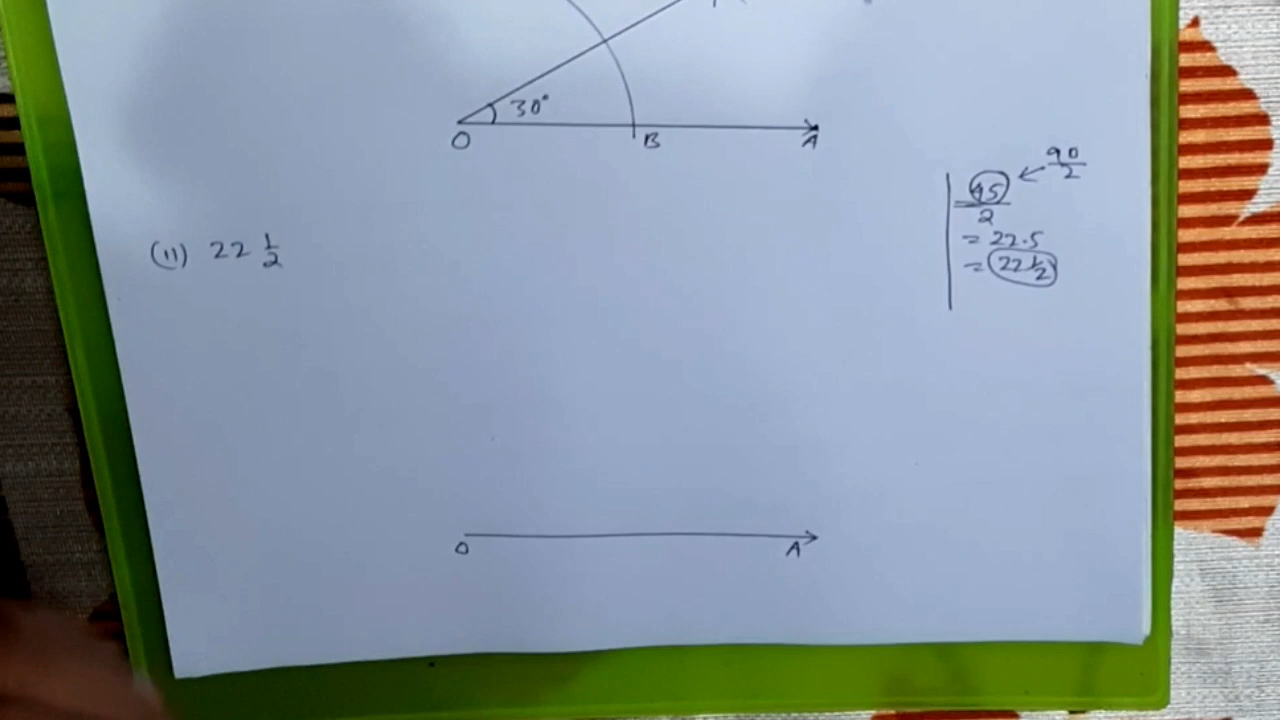 30°
O B A
90/2
45/2
= 22.5
= 22 1/2
(ii) 22 1/2
O A